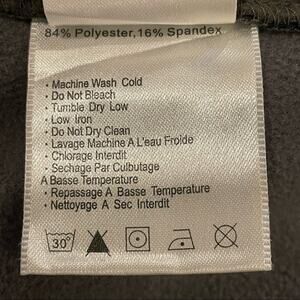 84% Polyester,16% Spandex
· Machine Wash Cold
· Do Not Bleach
· Tumble Dry Low
· Low Iron
· Do Not Dry Clean
· Lavage Machine A L'eau Froide
· Chlorage Interdit
· Sechage Par Culbutage
A Basse Temperature
· Repassage A Basse Temperature
· Nettoyage A Sec Interdit
30°